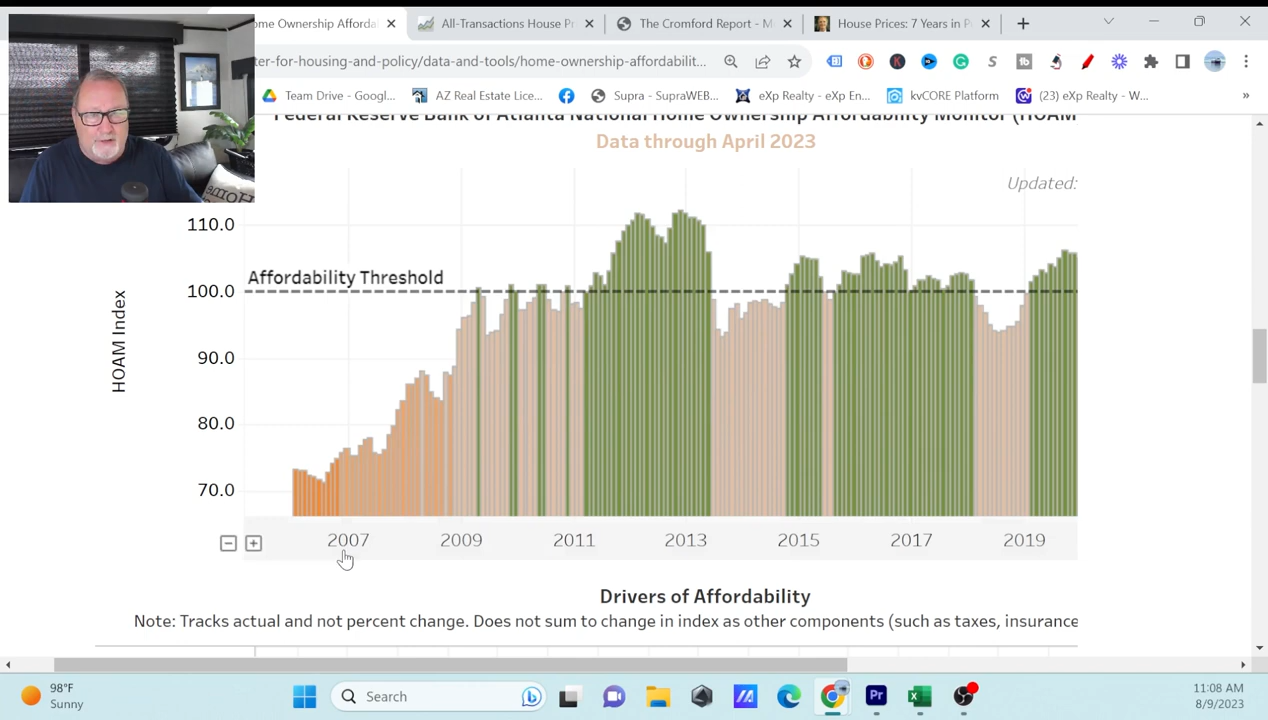 ome Ownership Afforda
All-Transactions House P
The Cromford Report - M
House Prices: 7 Years in P
ter-for-housing-and-policy/data-and-tools/home-ownership-affordabilit...
Team Drive - Googl...
AZ Real Estate Lice...
Supra - SupraWEB...
eXp Realty - eXp En...
kvCORE Platform
(23) eXp Realty - W...
»
Federal Reserve Bank of Atlanta National Home Ownership Affordability Monitor (HOAM
Data through April 2023
Updated:
110.0
Affordability Threshold
100.0
HOAM Index
90.0
80.0
70.0
2007 2009 2011 2013 2015 2017 2019
Drivers of Affordability
Note: Tracks actual and not percent change. Does not sum to change in index as other components (such as taxes, insurance
98°F
Sunny
Search
11:08 AM
8/9/2023